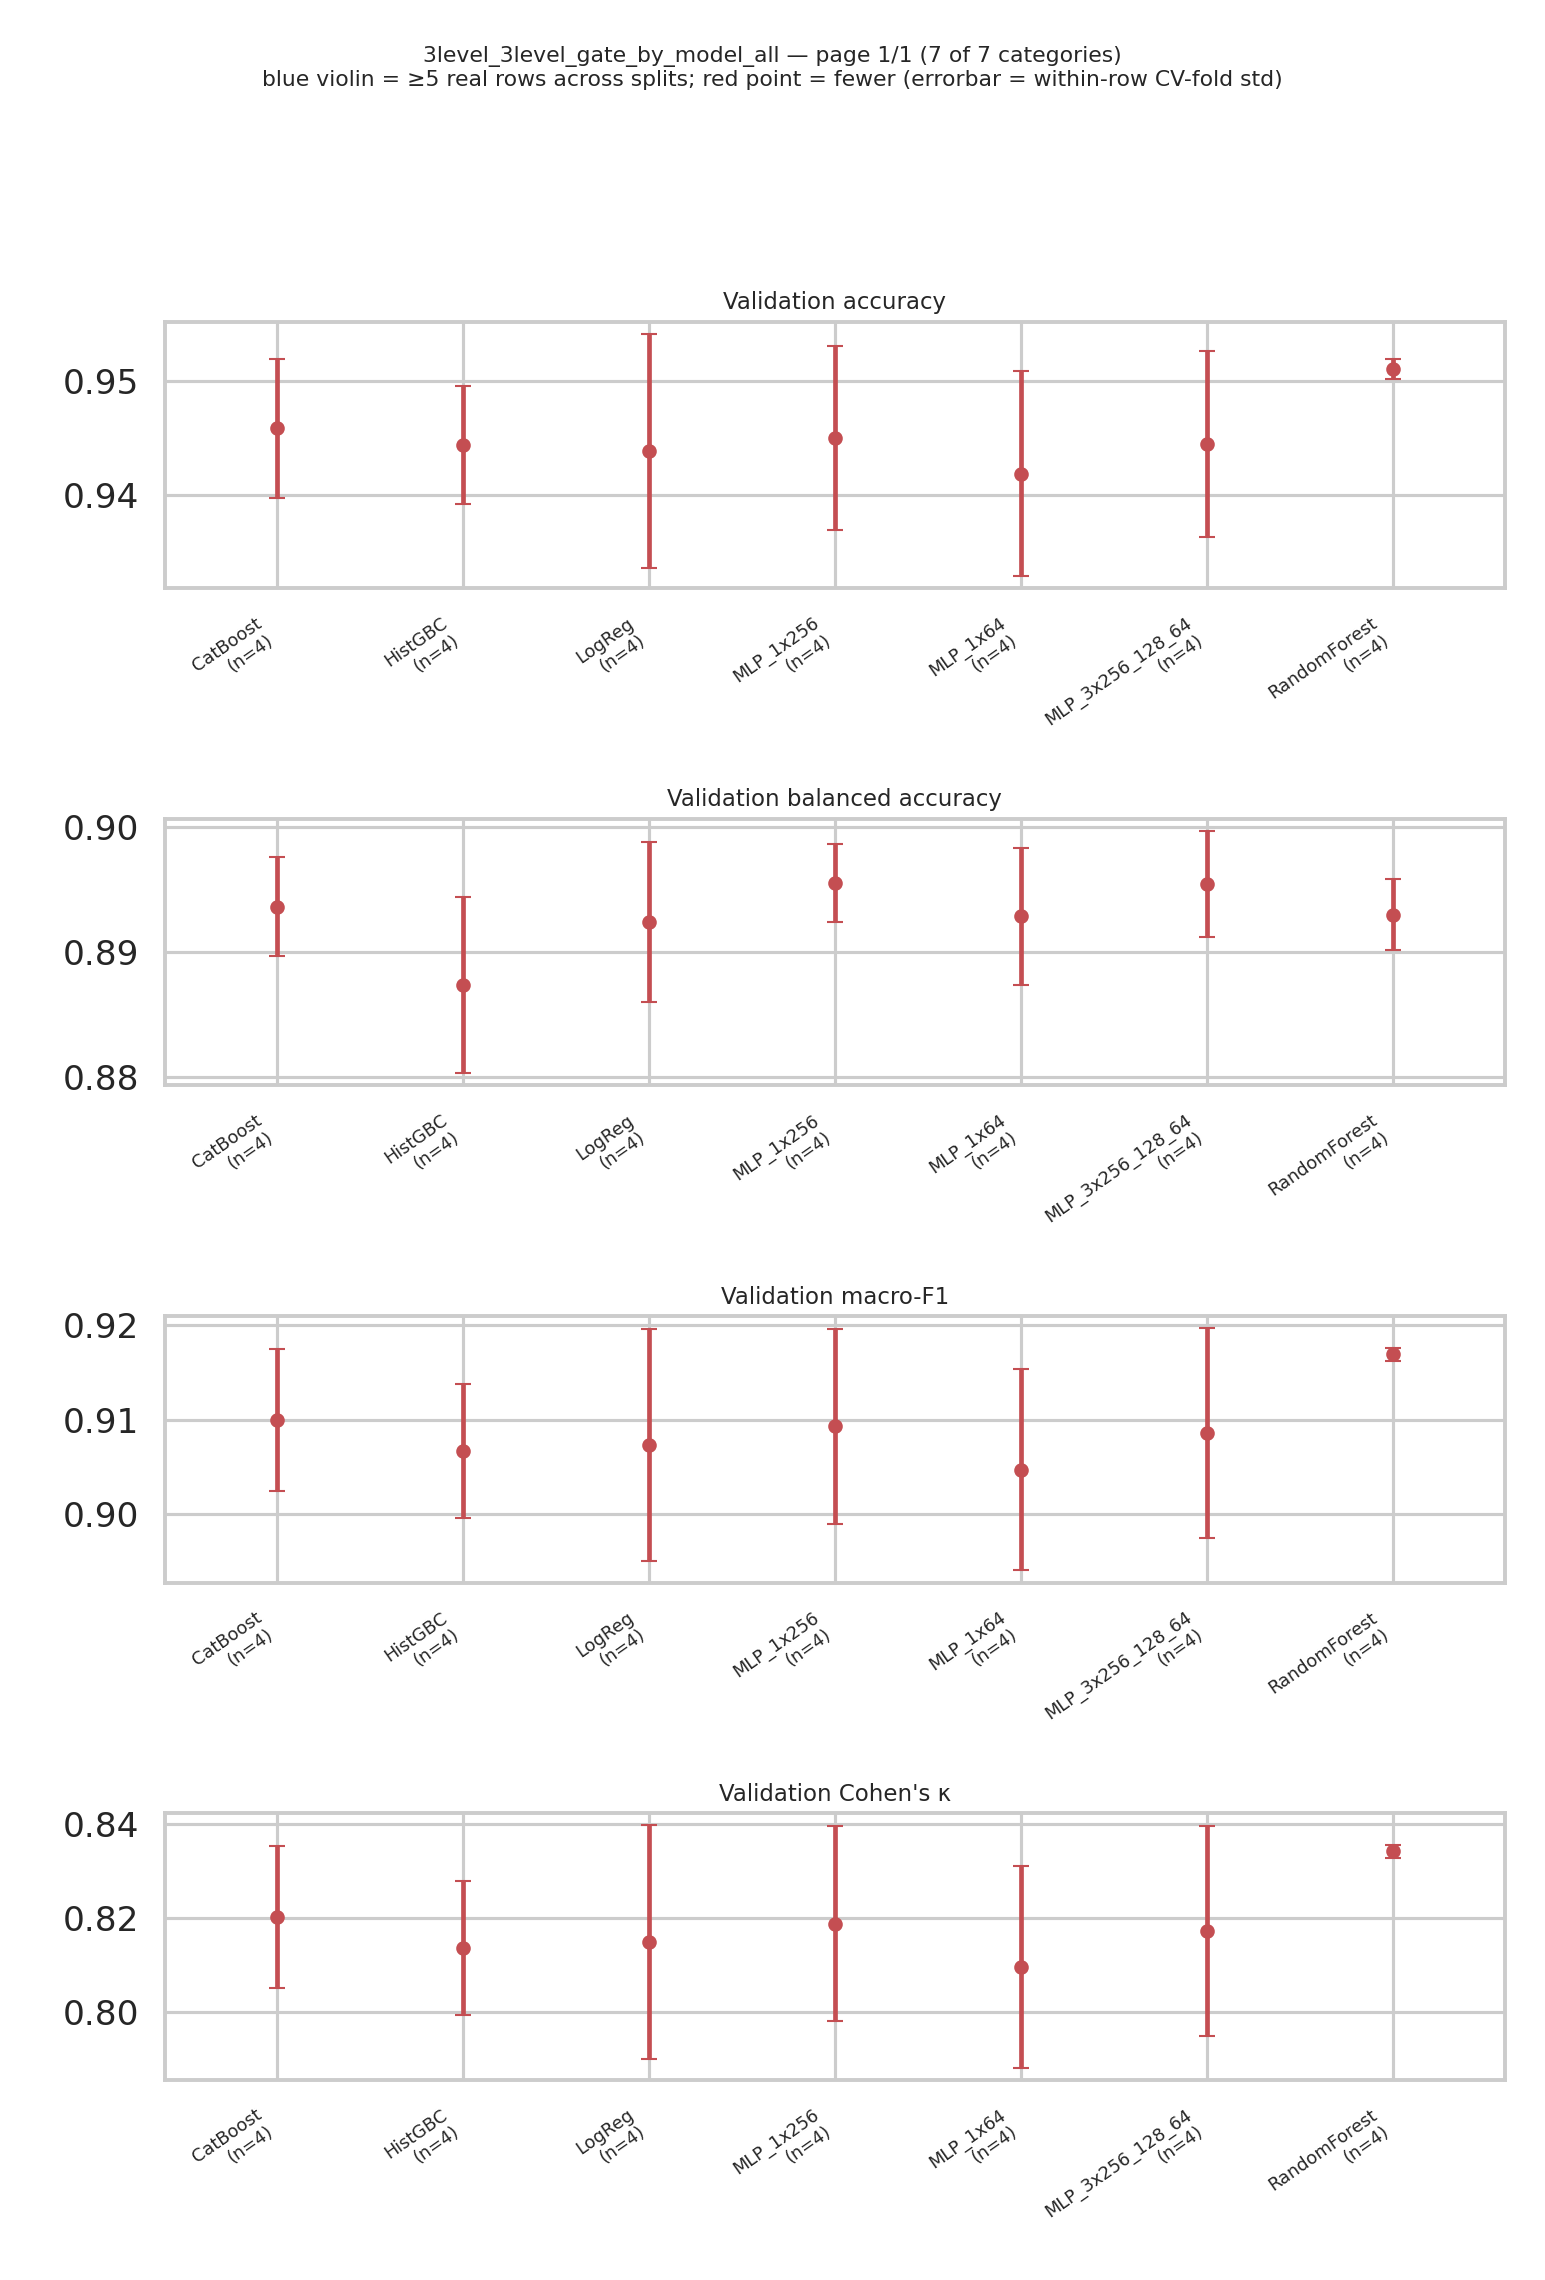 3level_3level_gate_by_model_all — page 1/1 (7 of 7 categories)
blue violin = ≥5 real rows across splits; red point = fewer (errorbar = within-row CV-fold std)
Validation accuracy
0.95
0.94
CatBoost
(n=4)
HistGBC
(n=4)
LogReg
(n=4)
MLP_1x256
(n=4)
MLP_1x64
(n=4)
MLP_3x256_128_64
(n=4)
RandomForest
(n=4)
Validation balanced accuracy
0.90
0.89
0.88
CatBoost
(n=4)
HistGBC
(n=4)
LogReg
(n=4)
MLP_1x256
(n=4)
MLP_1x64
(n=4)
MLP_3x256_128_64
(n=4)
RandomForest
(n=4)
Validation macro-F1
0.92
0.91
0.90
CatBoost
(n=4)
HistGBC
(n=4)
LogReg
(n=4)
MLP_1x256
(n=4)
MLP_1x64
(n=4)
MLP_3x256_128_64
(n=4)
RandomForest
(n=4)
Validation Cohen's κ
0.84
0.82
0.80
CatBoost
(n=4)
HistGBC
(n=4)
LogReg
(n=4)
MLP_1x256
(n=4)
MLP_1x64
(n=4)
MLP_3x256_128_64
(n=4)
RandomForest
(n=4)